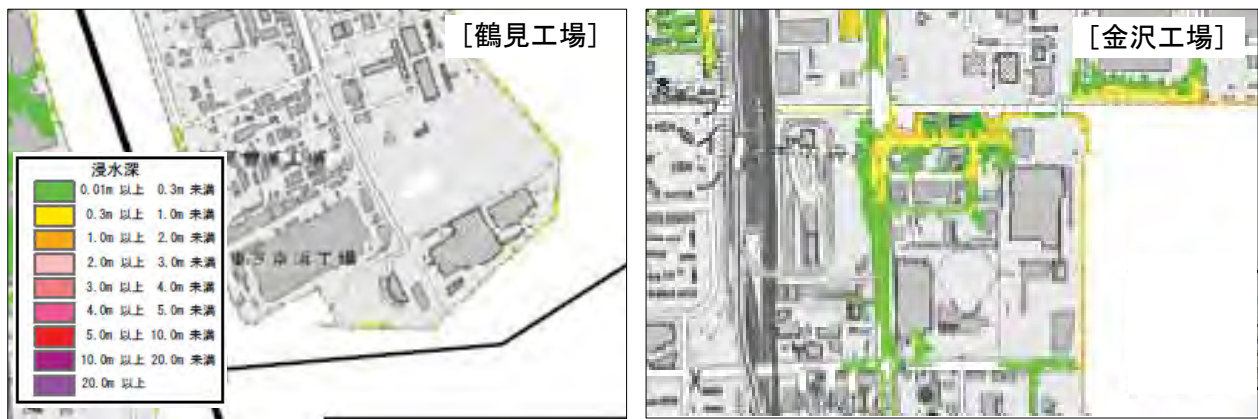 [鶴見工場]
浸水深
0.01m 以上 0.3m 未満
0.3m 以上 1.0m 未満
1.0m 以上 2.0m 未満
2.0m 以上 3.0m 未満
3.0m 以上 4.0m 未満
4.0m 以上 5.0m 未満
5.0m 以上 10.0m 未満
10.0m 以上 20.0m 未満
20.0m 以上
[金沢工場]